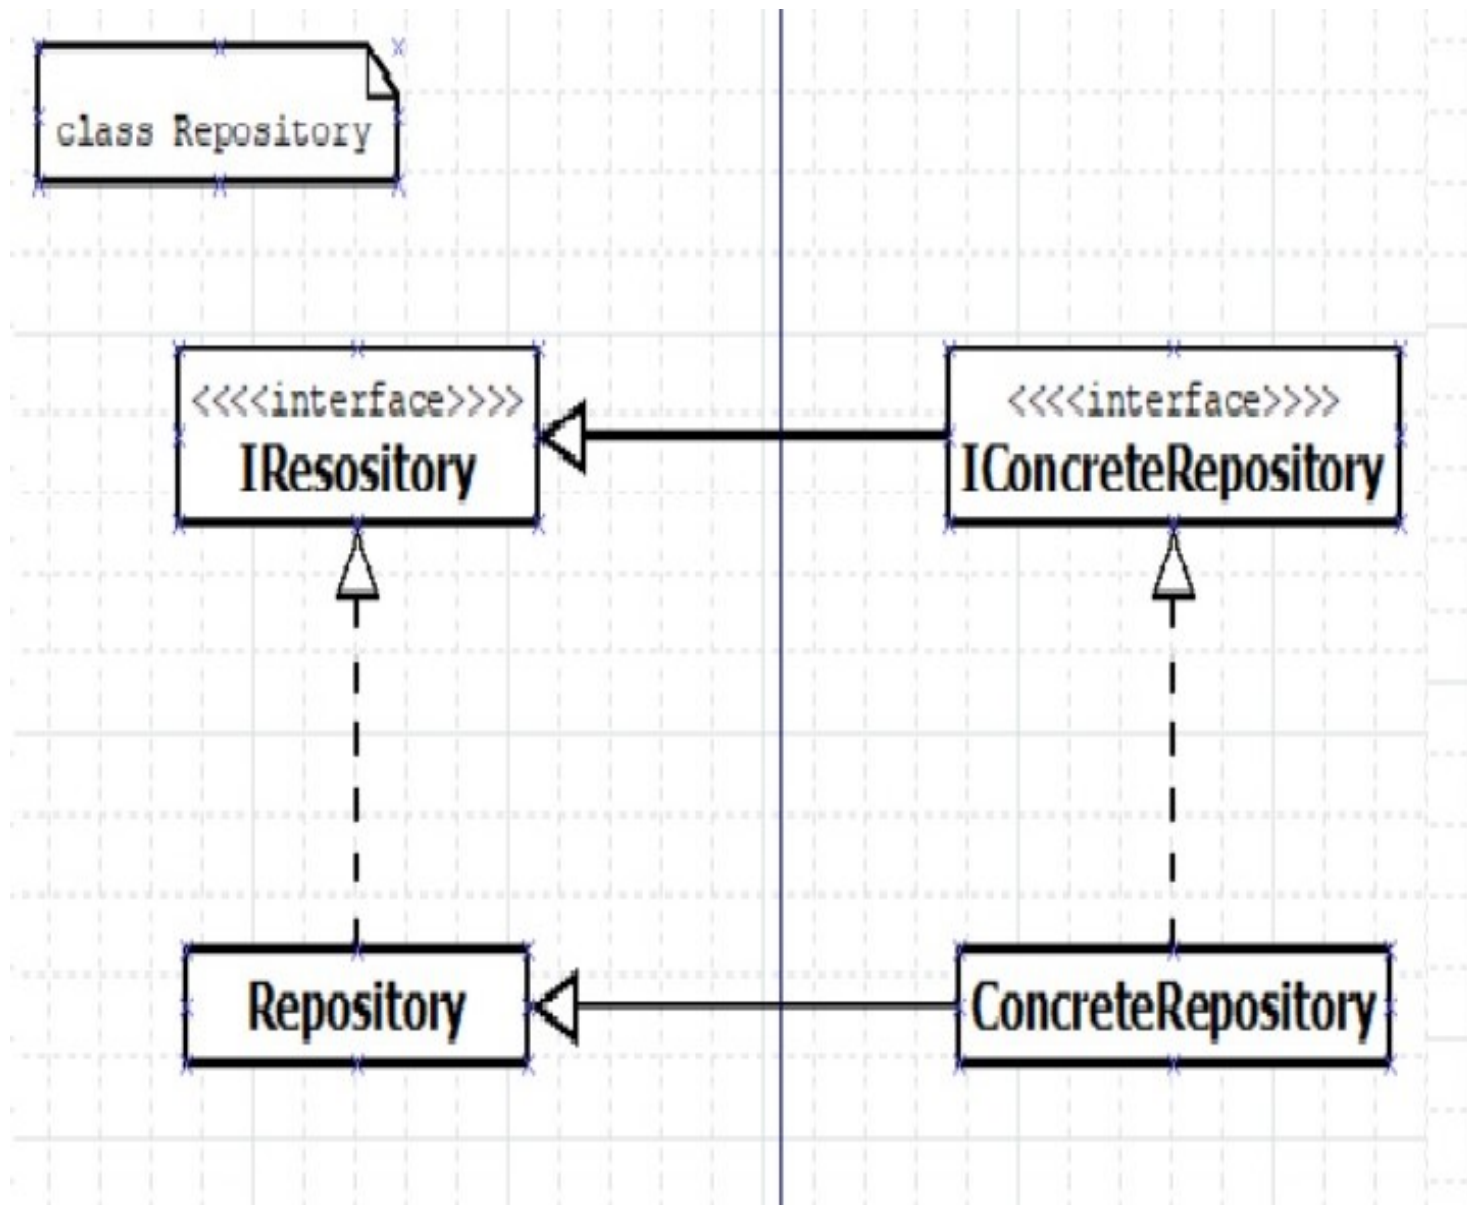 class Repository
<<<<interface>>>>
IResository
<<<<interface>>>>
IConcreteRepository
Repository
ConcreteRepository